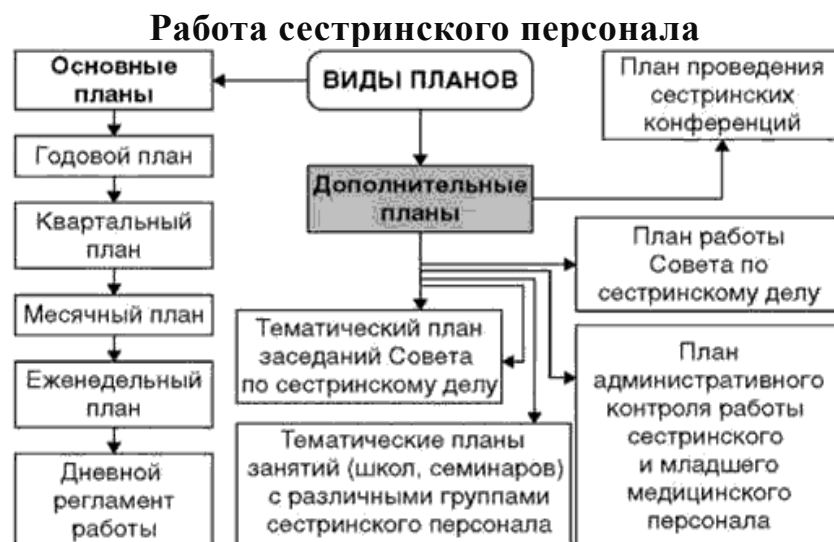 Работа сестринского персонала
Основные
планы
ВИДЫ ПЛАНОВ
План проведения
сестринских
конференций
Годовой план
Дополнительные
планы
Квартальный
план
План работы
Совета по
сестринскому делу
Месячный план
Тематический план
заседаний Совета
по сестринскому делу
План
административного
контроля работы
сестринского
и младшего
медицинского
персонала
Еженедельный
план
Тематические планы
занятий (школ, семинаров)
с различными группами
сестринского персонала
Дневной
регламент
работы